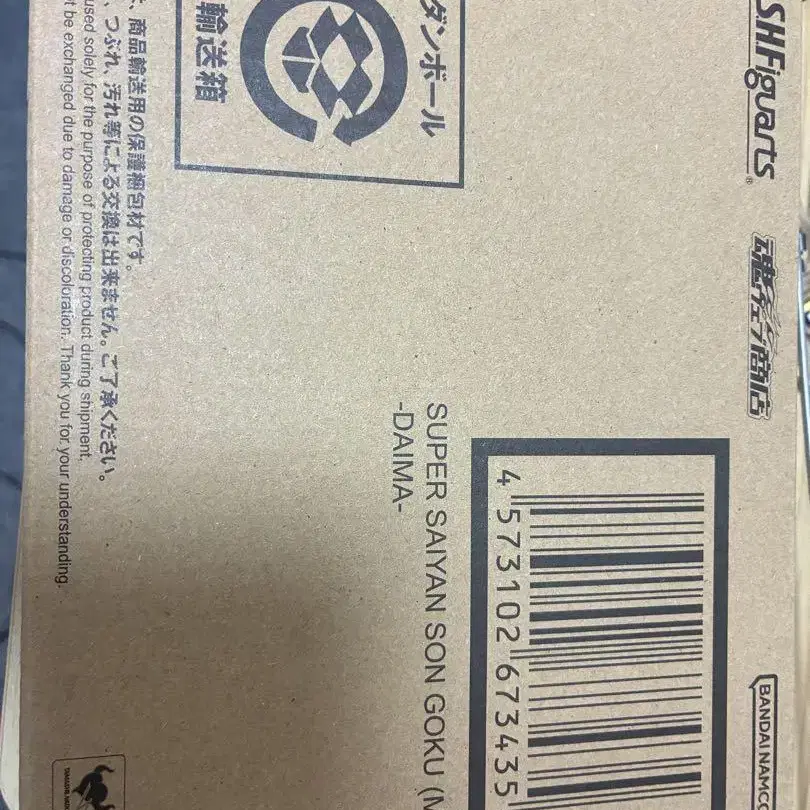 S.H.Figuarts®
魂ウェブ商店
BANDAI NAMCO
4 573102 673435
SUPER SAIYAN SON GOKU (M
-DAIMA-
ダンボール
輸送箱
、商品輸送用の保護梱包材です。
、つぶれ、汚れ等による交換は出来ません。ご了承ください。
used solely for the purpose of protecting product during shipment.
t be exchanged due to damage or discoloration. Thank you for your understanding.